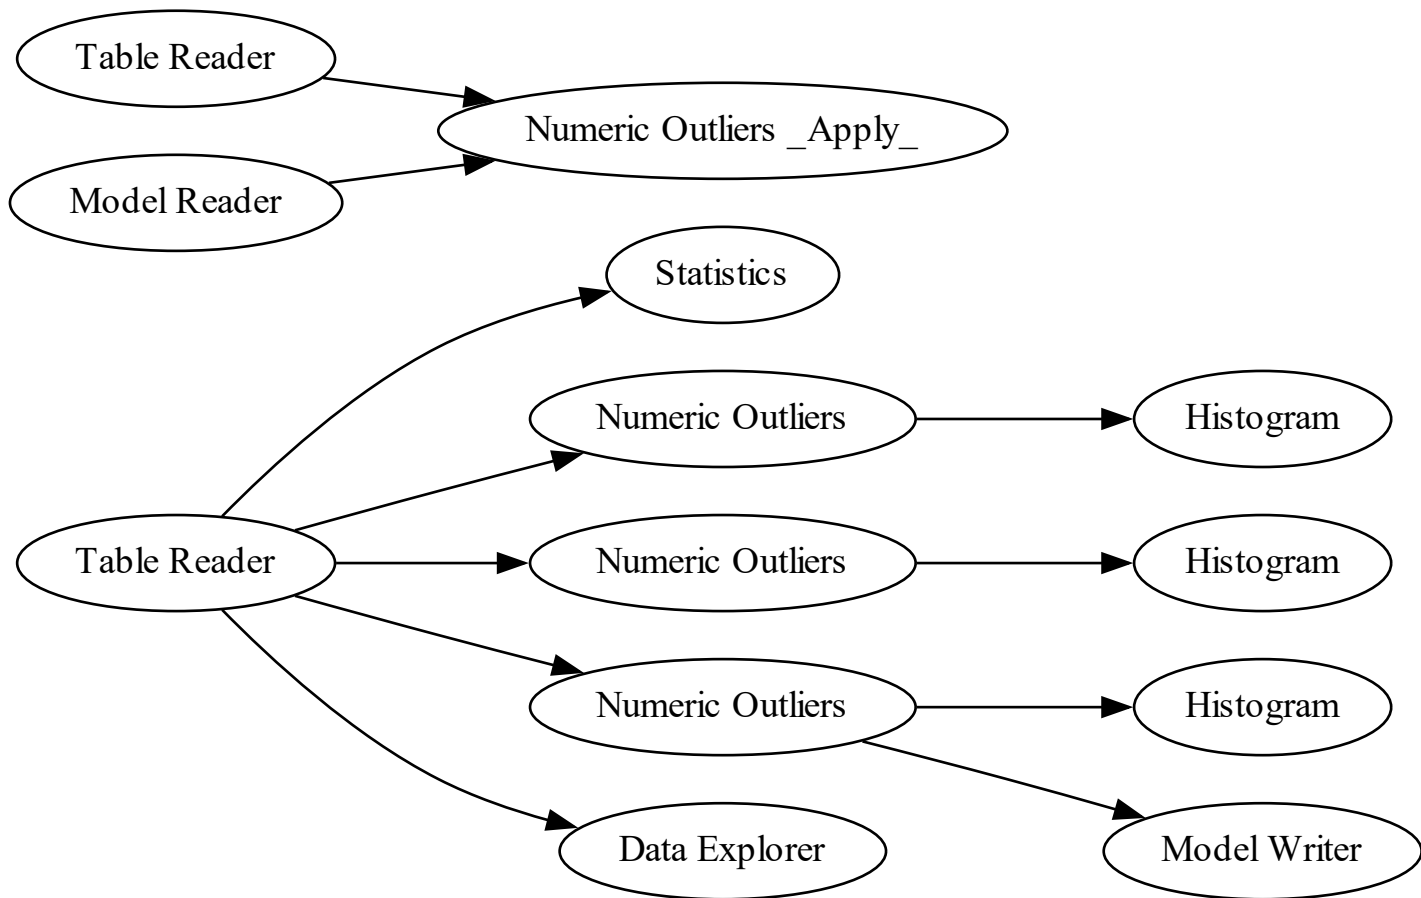 Table Reader
Numeric Outliers _Apply_
Model Reader
Statistics
Numeric Outliers
Histogram
Table Reader
Numeric Outliers
Histogram
Numeric Outliers
Histogram
Data Explorer
Model Writer